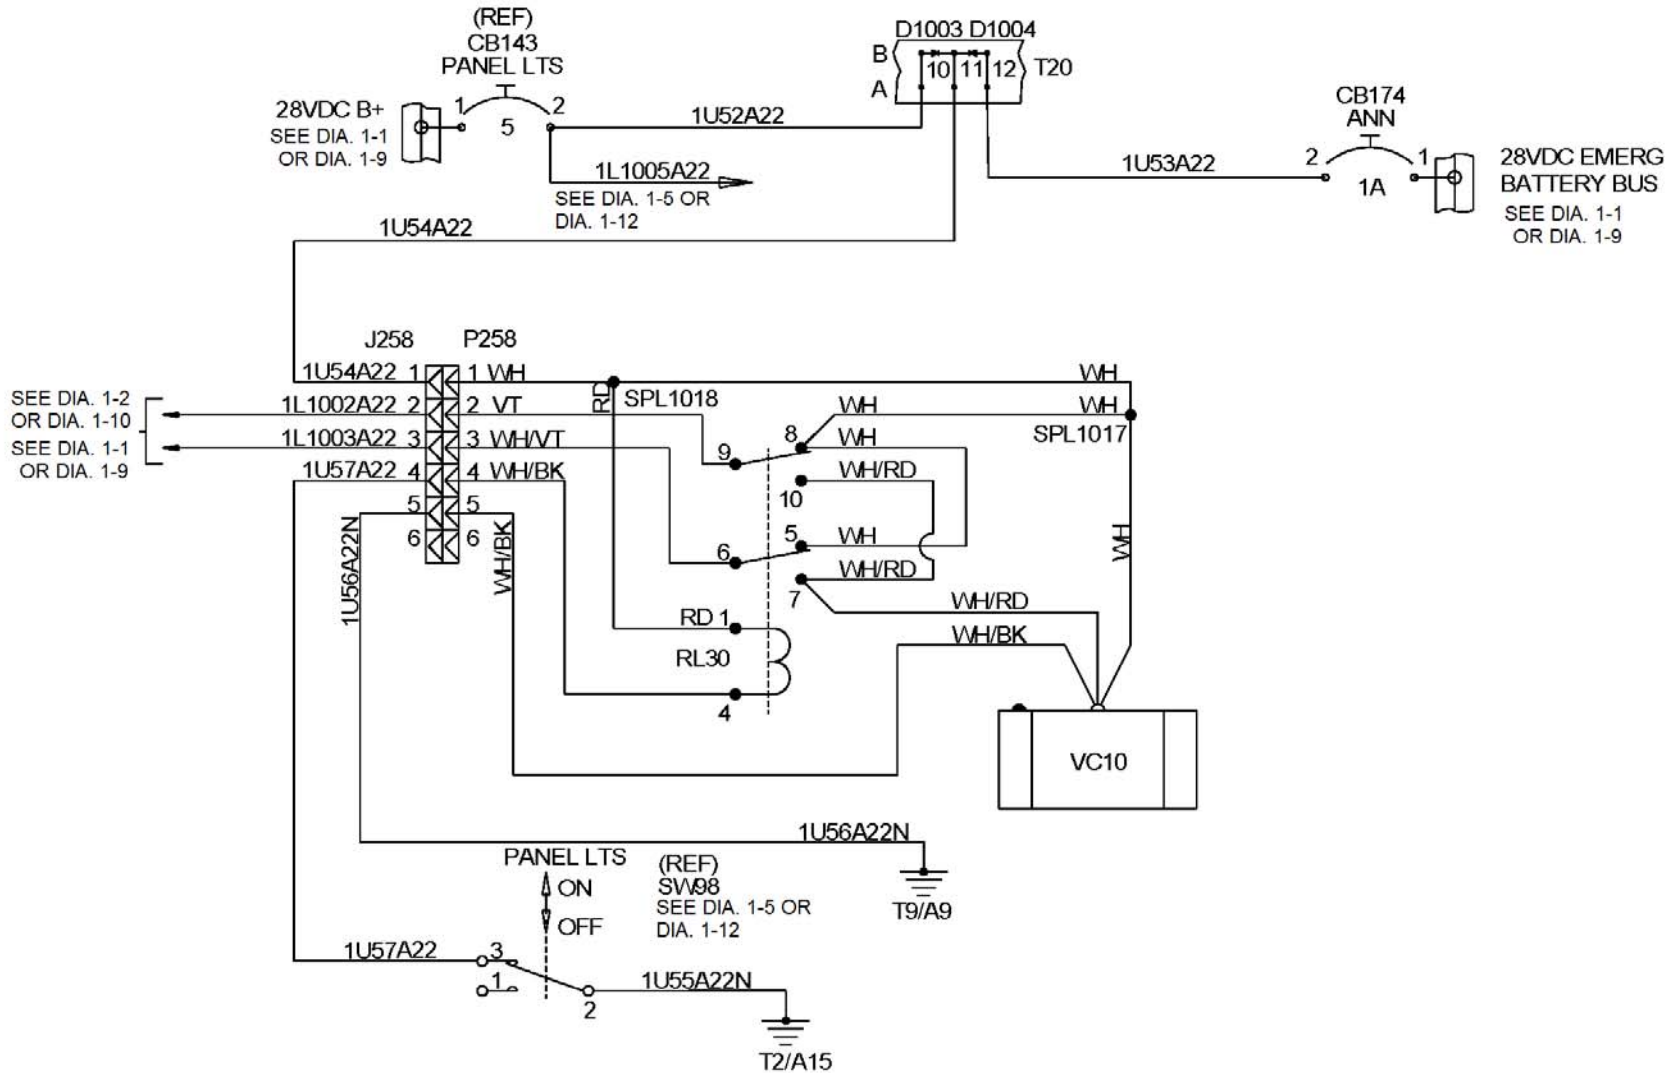 (REF)
CB143
PANEL LTS
28VDC B+
SEE DIA. 1-1
OR DIA. 1-9
1
2
5
1U52A22
1L1005A22
SEE DIA. 1-5 OR
DIA. 1-12
D1003 D1004
B
A
10
11
12
T20
CB174
ANN
2
1
1A
1U53A22
28VDC EMERG
BATTERY BUS
SEE DIA. 1-1
OR DIA. 1-9
1U54A22
J258
P258
1U54A22 1
1 WH
WH
SEE DIA. 1-2
OR DIA. 1-10
SEE DIA. 1-1
OR DIA. 1-9
1L1002A22 2
2 VT
RD
SPL1018
WH
WH
SPL1017
1L1003A22 3
3 WH/VT
1U57A22 4
4 WH/BK
5
5
6
6
1U56A22N
WH/BK
8
WH
9
WH/RD
10
5
WH
6
WH/RD
7
WH
WH/RD
WH/BK
RD 1
RL30
4
VC10
1U56A22N
T9/A9
PANEL LTS
ON
OFF
(REF)
SW98
SEE DIA. 1-5 OR
DIA. 1-12
1U57A22
3
1
2
1U55A22N
T2/A15